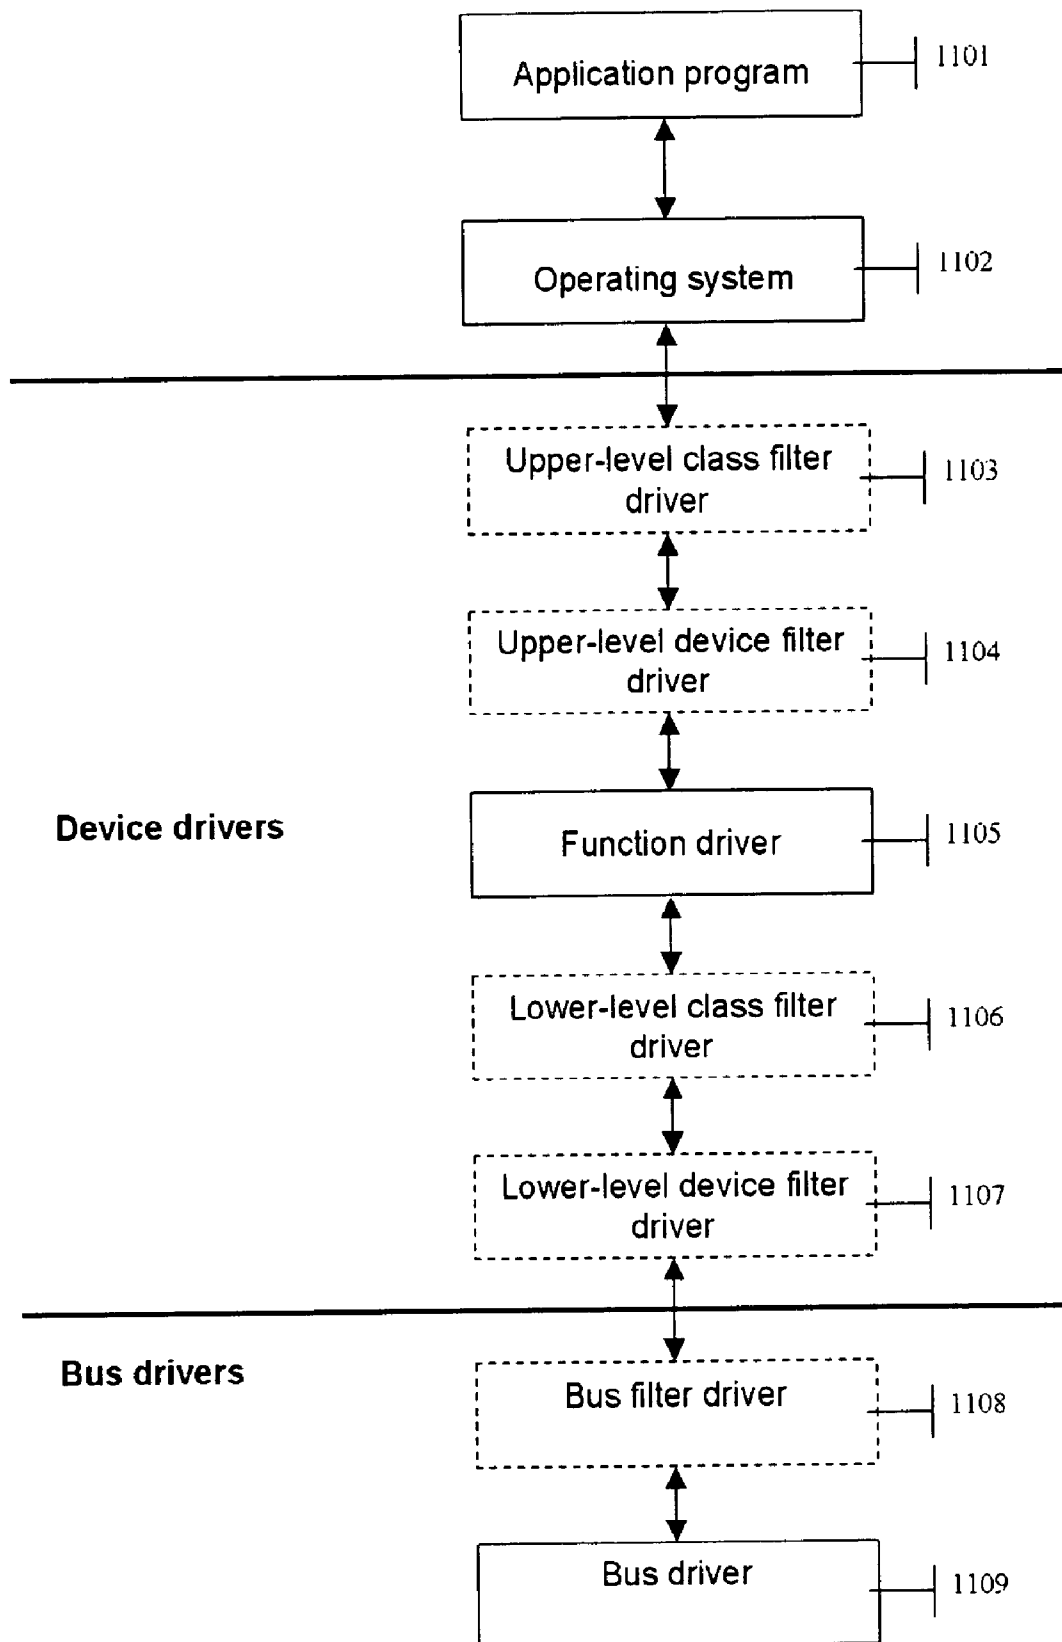 Application program
1101
Operating system
1102
Upper-level class filter
driver
1103
Upper-level device filter
driver
1104
Device drivers
Function driver
1105
Lower-level class filter
driver
1106
Lower-level device filter
driver
1107
Bus drivers
Bus filter driver
1108
Bus driver
1109